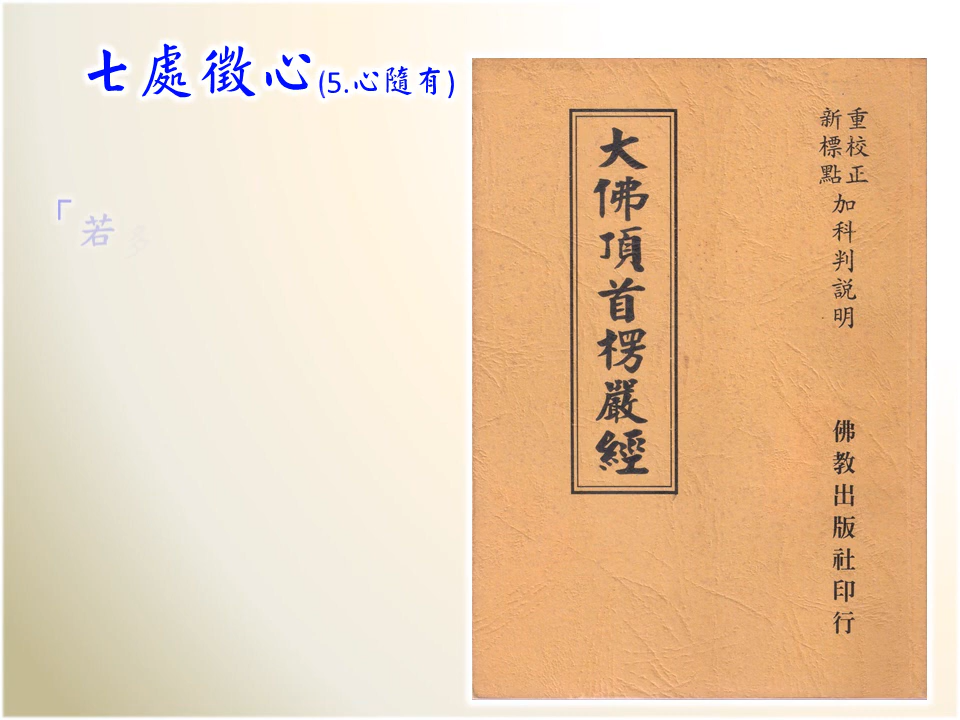 七處徵心(5.心隨有)
「若
重校正
新標點
加科判説明
大佛頂首楞嚴經
佛教出版社印行